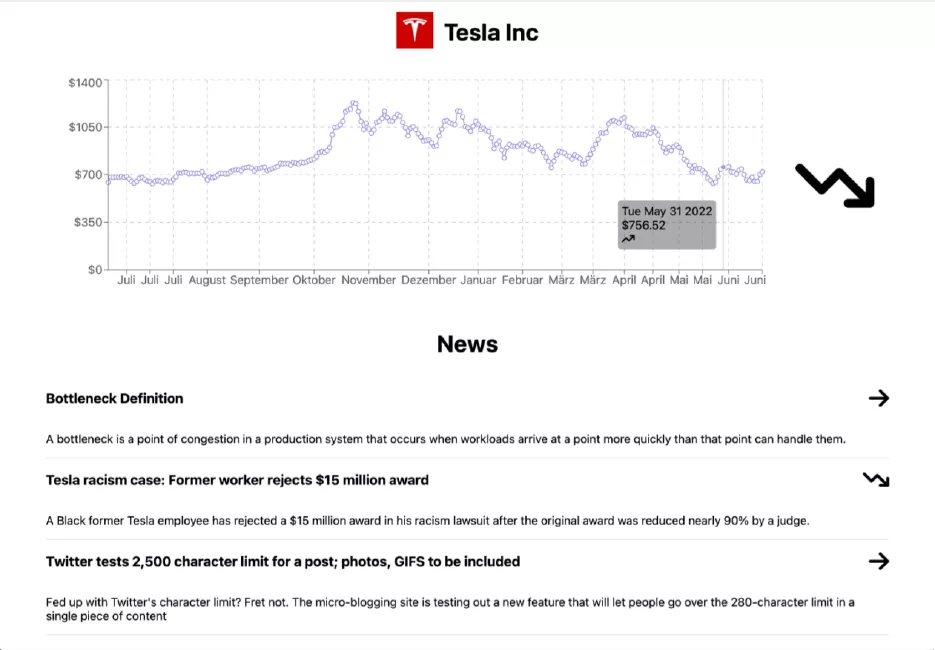 Tesla Inc
$1400
$1050
$700
$350
$0
Tue May 31 2022
$756.52
Juli Juli Juli August September Oktober November Dezember Januar Februar März März April April Mai Mai Juni Juni
News
Bottleneck Definition
A bottleneck is a point of congestion in a production system that occurs when workloads arrive at a point more quickly than that point can handle them.
Tesla racism case: Former worker rejects $15 million award
A Black former Tesla employee has rejected a $15 million award in his racism lawsuit after the original award was reduced nearly 90% by a judge.
Twitter tests 2,500 character limit for a post; photos, GIFS to be included
Fed up with Twitter's character limit? Fret not. The micro-blogging site is testing out a new feature that will let people go over the 280-character limit in a
single piece of content